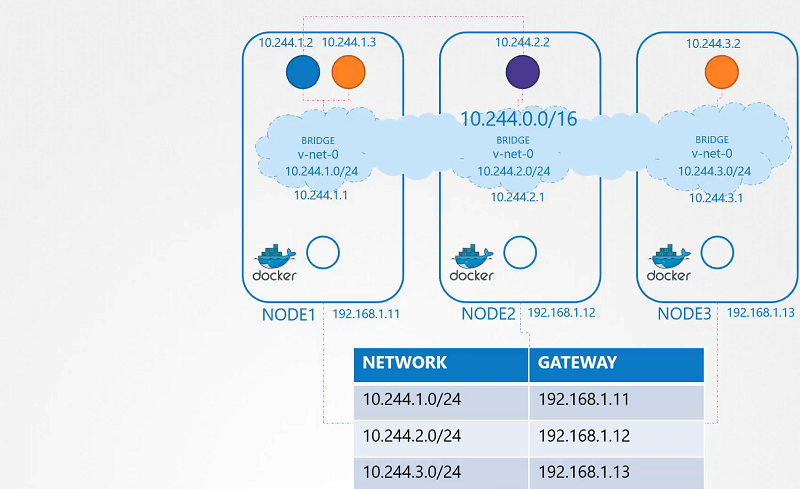 10.244.1.2 10.244.1.3 10.244.2.2 10.244.3.2
10.244.0.0/16
BRIDGE BRIDGE BRIDGE
v-net-0 v-net-0 v-net-0
10.244.1.0/24 10.244.2.0/24 10.244.3.0/24
10.244.1.1 10.244.2.1 10.244.3.1
docker docker docker
NODE1 192.168.1.11 NODE2 192.168.1.12 NODE3 192.168.1.13
NETWORK GATEWAY
10.244.1.0/24 192.168.1.11
10.244.2.0/24 192.168.1.12
10.244.3.0/24 192.168.1.13